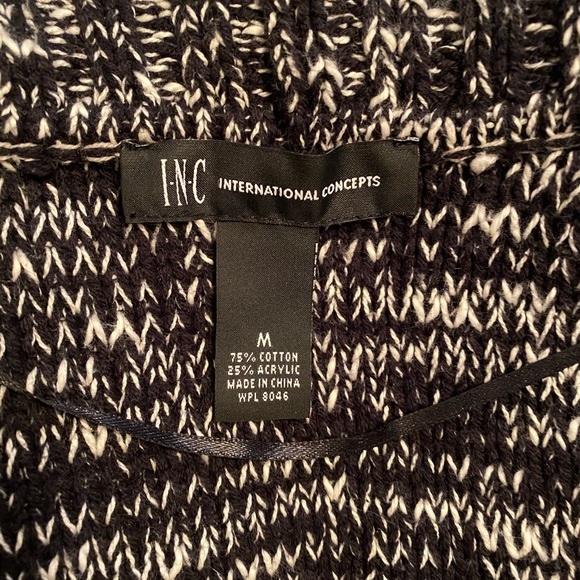 I·N·C INTERNATIONAL CONCEPTS
M
75% COTTON
25% ACRYLIC
MADE IN CHINA
WPL 8046